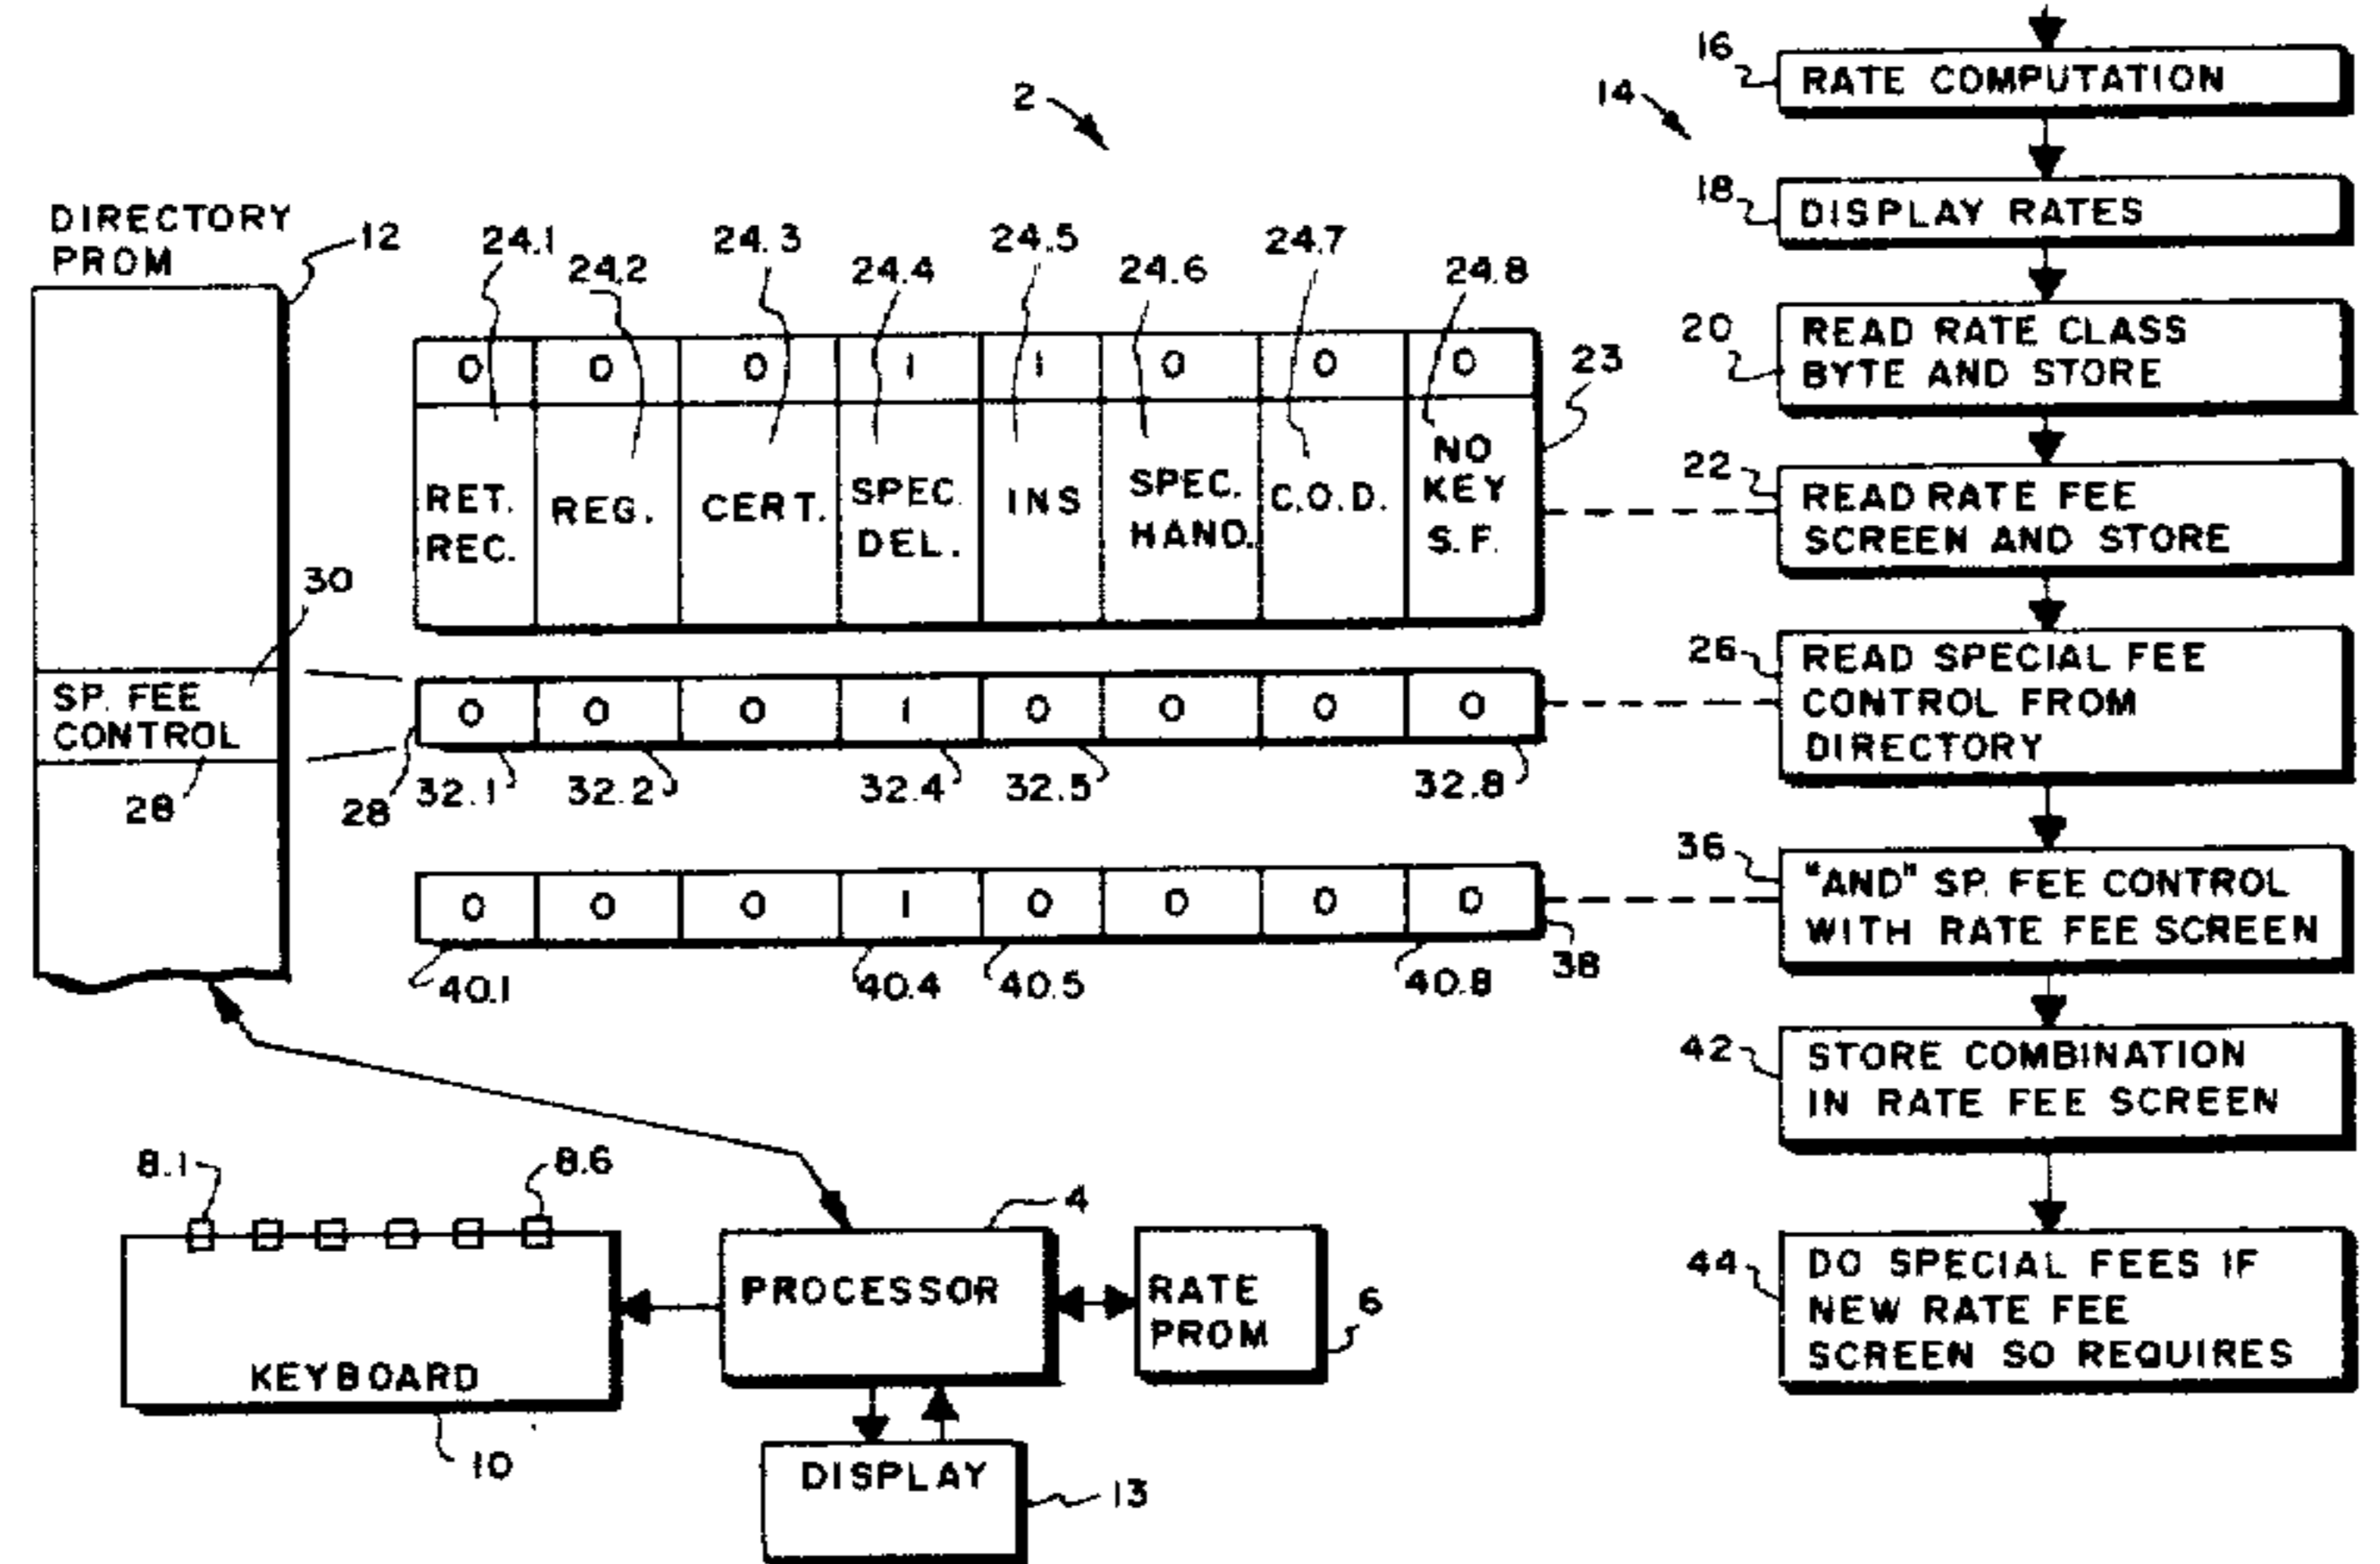 2
14
DIRECTORY
PROM
12
24.1
24.2
24.3
24.4
24.5
24.6
24.7
24.8
23
0 0 0 1 1 0 0 0
RET.
REC.
REG.
CERT.
SPEC.
DEL.
INS
SPEC.
HAND.
C.O.D.
NO
KEY
S.F.
30
SP. FEE
CONTROL
28
28
0 0 0 1 0 0 0 0
32.1
32.2
32.4
32.5
32.8
0 0 0 1 0 0 0 0
40.1
40.4
40.5
40.8
38
8.1
8.6
KEYBOARD
10
4
PROCESSOR
RATE
PROM
6
DISPLAY
13
16
RATE COMPUTATION
18
DISPLAY RATES
20
READ RATE CLASS
BYTE AND STORE
22
READ RATE FEE
SCREEN AND STORE
26
READ SPECIAL FEE
CONTROL FROM
DIRECTORY
36
"AND" SP. FEE CONTROL
WITH RATE FEE SCREEN
42
STORE COMBINATION
IN RATE FEE SCREEN
44
DO SPECIAL FEES IF
NEW RATE FEE
SCREEN SO REQUIRES